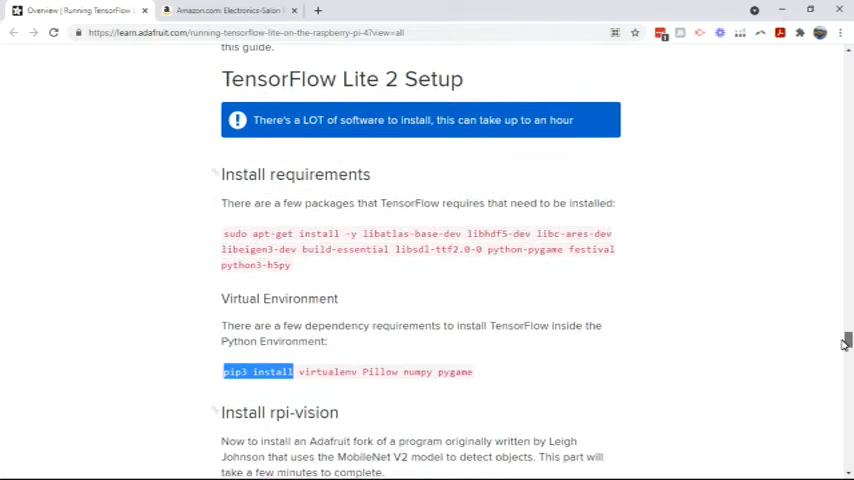 Overview | Running TensorFlow L
Amazon.com: Electronics-Salon
https://learn.adafruit.com/running-tensorflow-lite-on-the-raspberry-pi-4?view=all
this guide.
TensorFlow Lite 2 Setup
There's a LOT of software to install, this can take up to an hour
Install requirements
There are a few packages that TensorFlow requires that need to be installed:
sudo apt-get install -y libatlas-base-dev libhdf5-dev libc-ares-dev
libeigen3-dev build-essential libsdl-ttf2.0-0 python-pygame festival
python3-h5py
Virtual Environment
There are a few dependency requirements to install TensorFlow inside the
Python Environment:
pip3 install virtualenv Pillow numpy pygame
Install rpi-vision
Now to install an Adafruit fork of a program originally written by Leigh
Johnson that uses the MobileNet V2 model to detect objects. This part will
take a few minutes to complete.